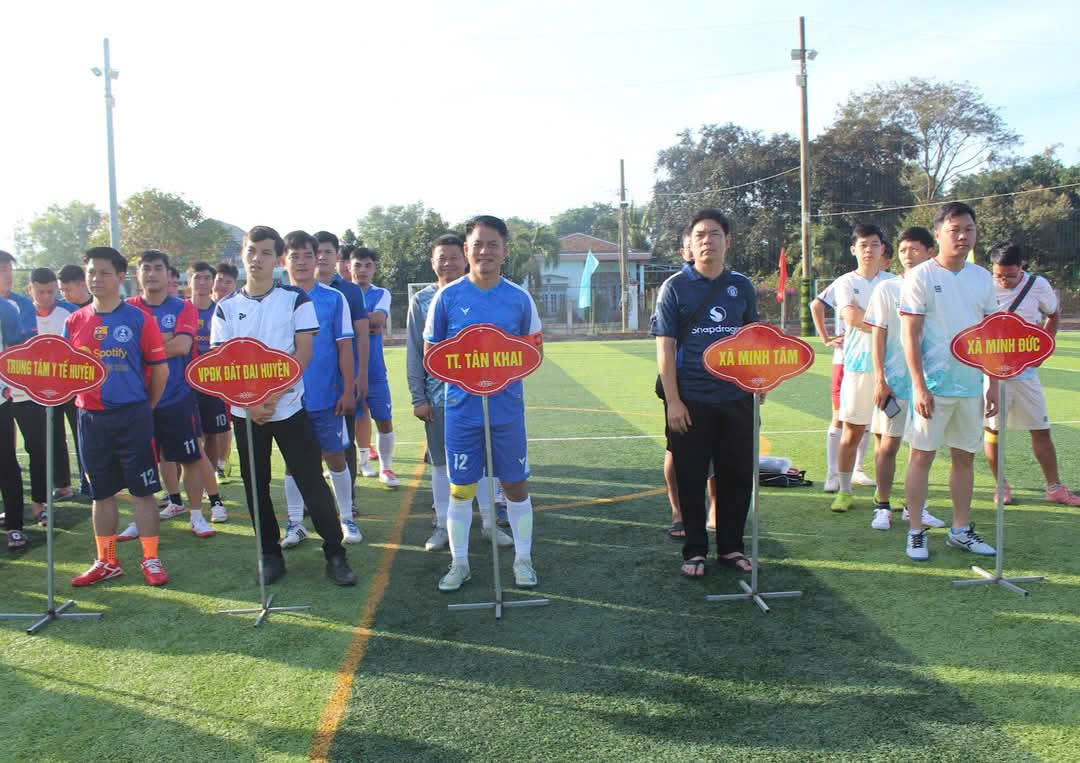 TRUNG TÂM Y TẾ HUYỆN
VPĐK ĐẤT ĐAI HUYỆN
TT. TÂN KHAI
XÃ MINH TÂM
XÃ MINH ĐỨC
Spotify
Snapdragon
12
11
10
12